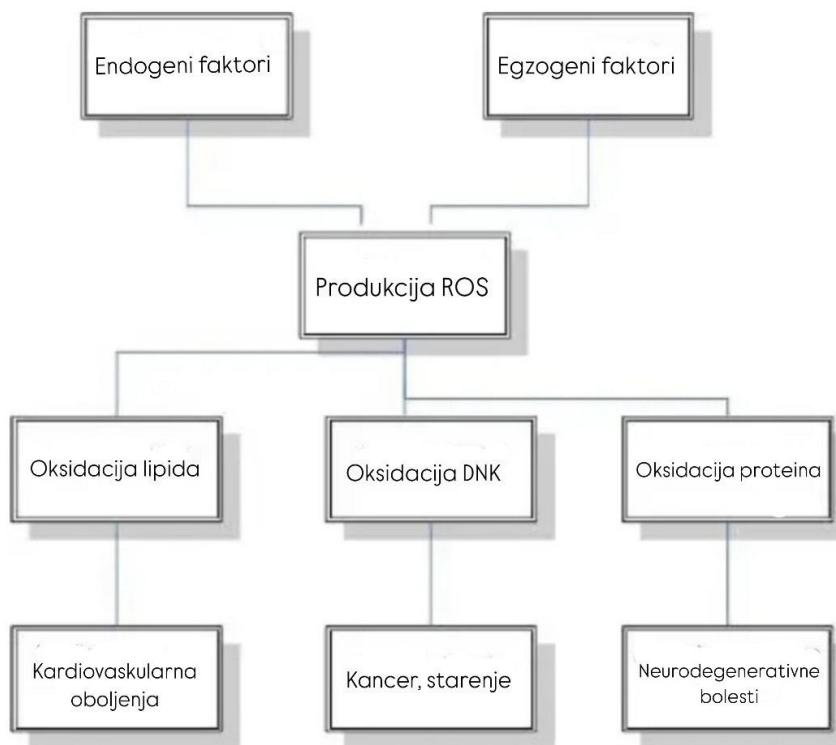 Endogeni faktori
Egzogeni faktori
Produkcija ROS
Oksidacija lipida
Oksidacija DNK
Oksidacija proteina
Kardiovaskularna
oboljenja
Kancer, starenje
Neurodegenerativne
bolesti